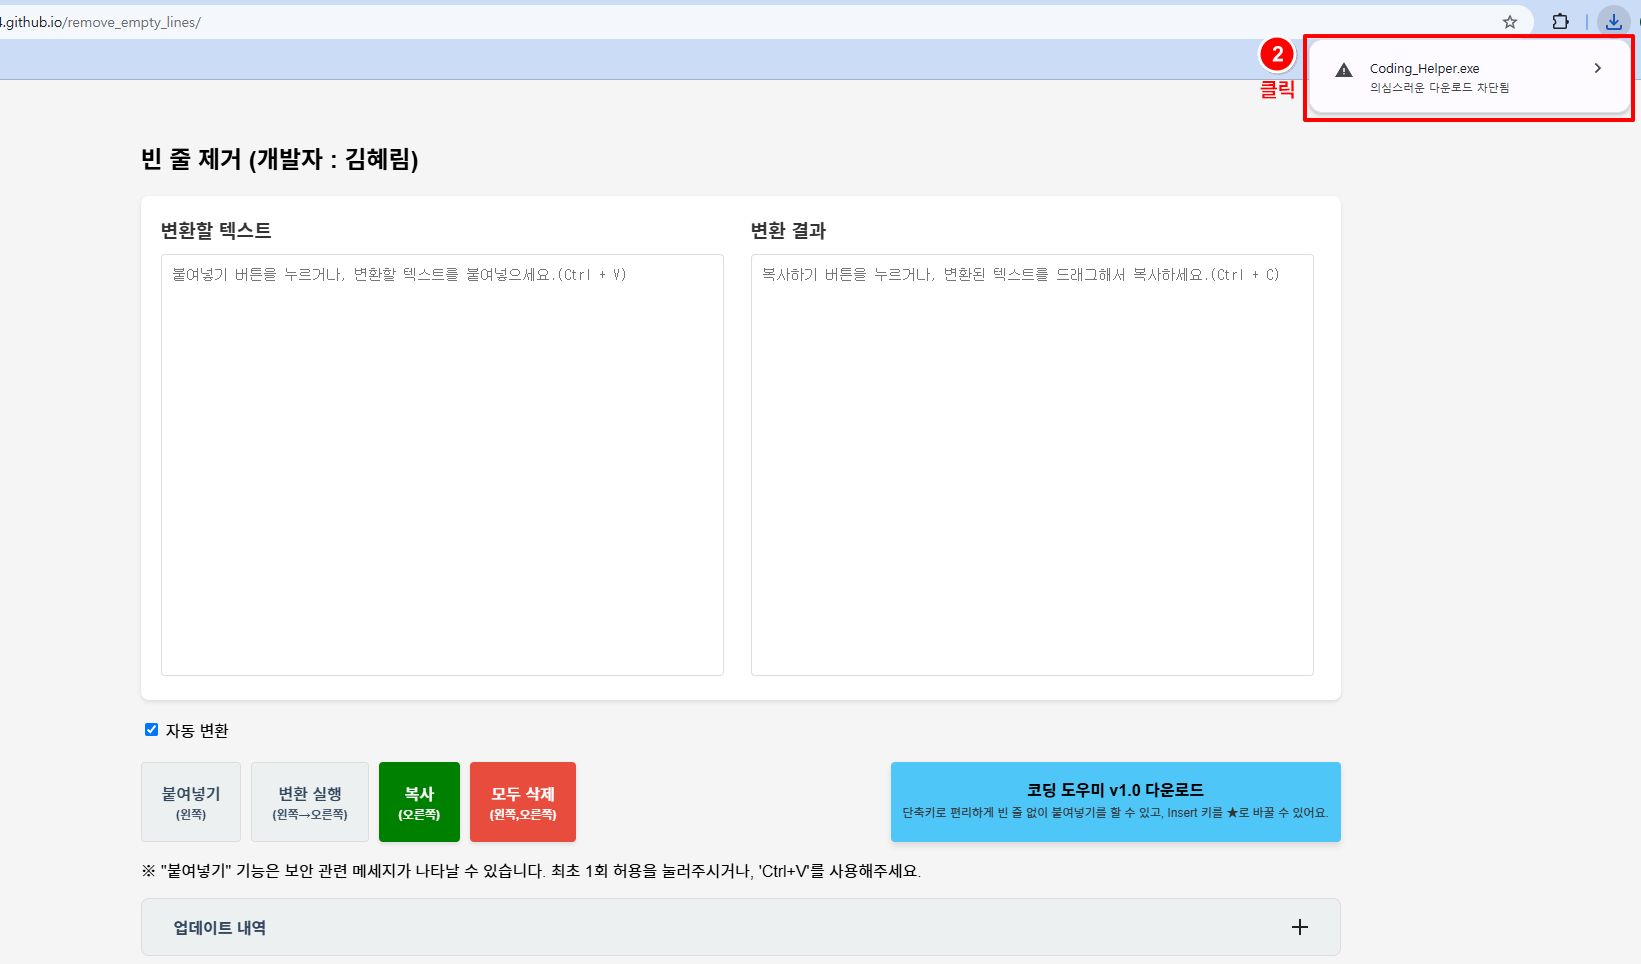 .github.io/remove_empty_lines/
2
클릭
Coding_Helper.exe
의심스러운 다운로드 차단됨
빈 줄 제거 (개발자 : 김혜림)
변환할 텍스트
붙여넣기 버튼을 누르거나, 변환할 텍스트를 붙여넣으세요.(Ctrl + V)
변환 결과
복사하기 버튼을 누르거나, 변환된 텍스트를 드래그해서 복사하세요.(Ctrl + C)
자동 변환
붙여넣기
(왼쪽)
변환 실행
(왼쪽→오른쪽)
복사
(오른쪽)
모두 삭제
(왼쪽,오른쪽)
코딩 도우미 v1.0 다운로드
단축키로 편리하게 빈 줄 없이 붙여넣기를 할 수 있고, Insert 키를 ★로 바꿀 수 있어요.
※ "붙여넣기" 기능은 보안 관련 메세지가 나타날 수 있습니다. 최초 1회 허용을 눌러주시거나, 'Ctrl+V'를 사용해주세요.
업데이트 내역